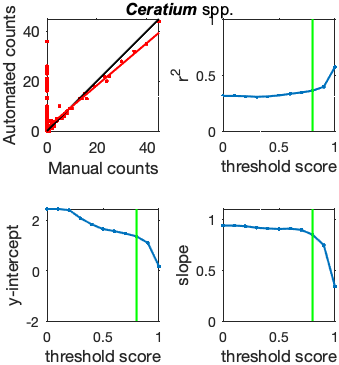 Ceratium spp.
Automated counts
40
20
0
0
20
40
Manual counts
r2
1
0.5
0
0
0.5
1
threshold score
y-intercept
2
0
-2
0
0.5
1
threshold score
slope
1
0.5
0
0
0.5
1
threshold score